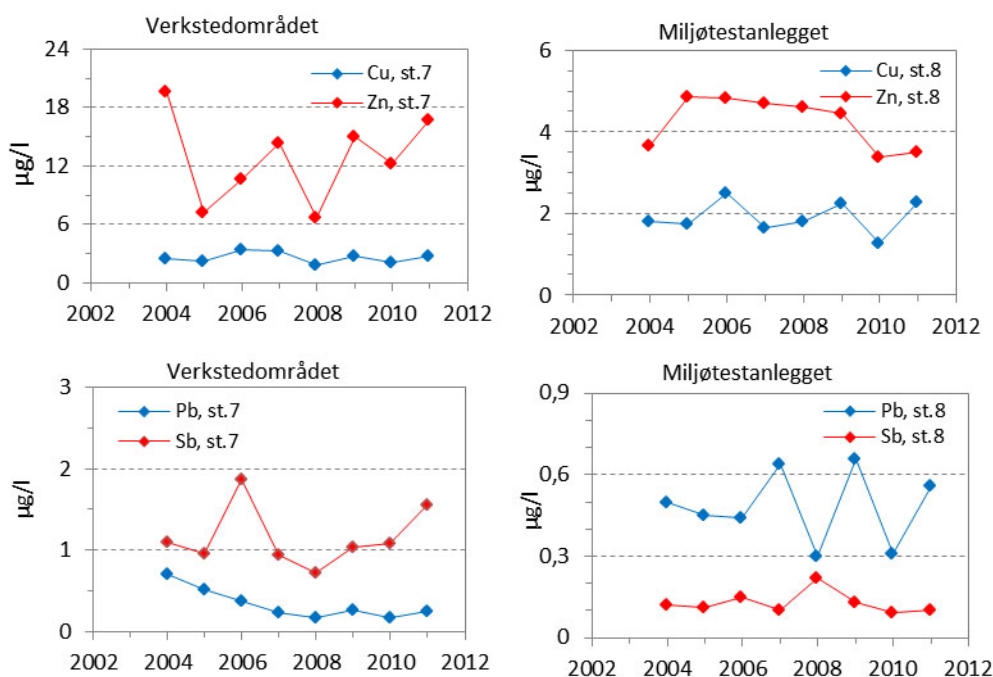 Verkstedområdet
24
18
12
6
0
µg/l
Cu, st.7
Zn, st.7
2002 2004 2006 2008 2010 2012
Miljøtestanlegget
6
4
2
0
µg/l
Cu, st.8
Zn, st.8
2002 2004 2006 2008 2010 2012
Verkstedområdet
3
2
1
0
µg/l
Pb, st.7
Sb, st.7
2002 2004 2006 2008 2010 2012
Miljøtestanlegget
0,9
0,6
0,3
0
µg/l
Pb, st.8
Sb, st.8
2002 2004 2006 2008 2010 2012